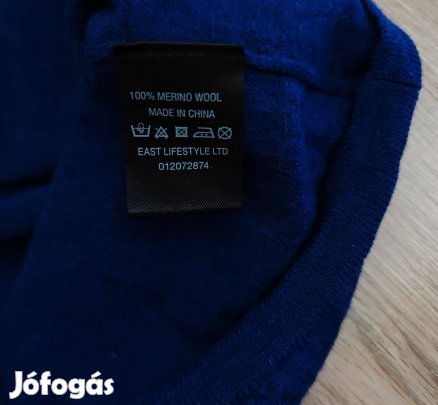 100% MERINO WOOL
MADE IN CHINA
EAST LIFESTYLE LTD
012072874
Jófogás